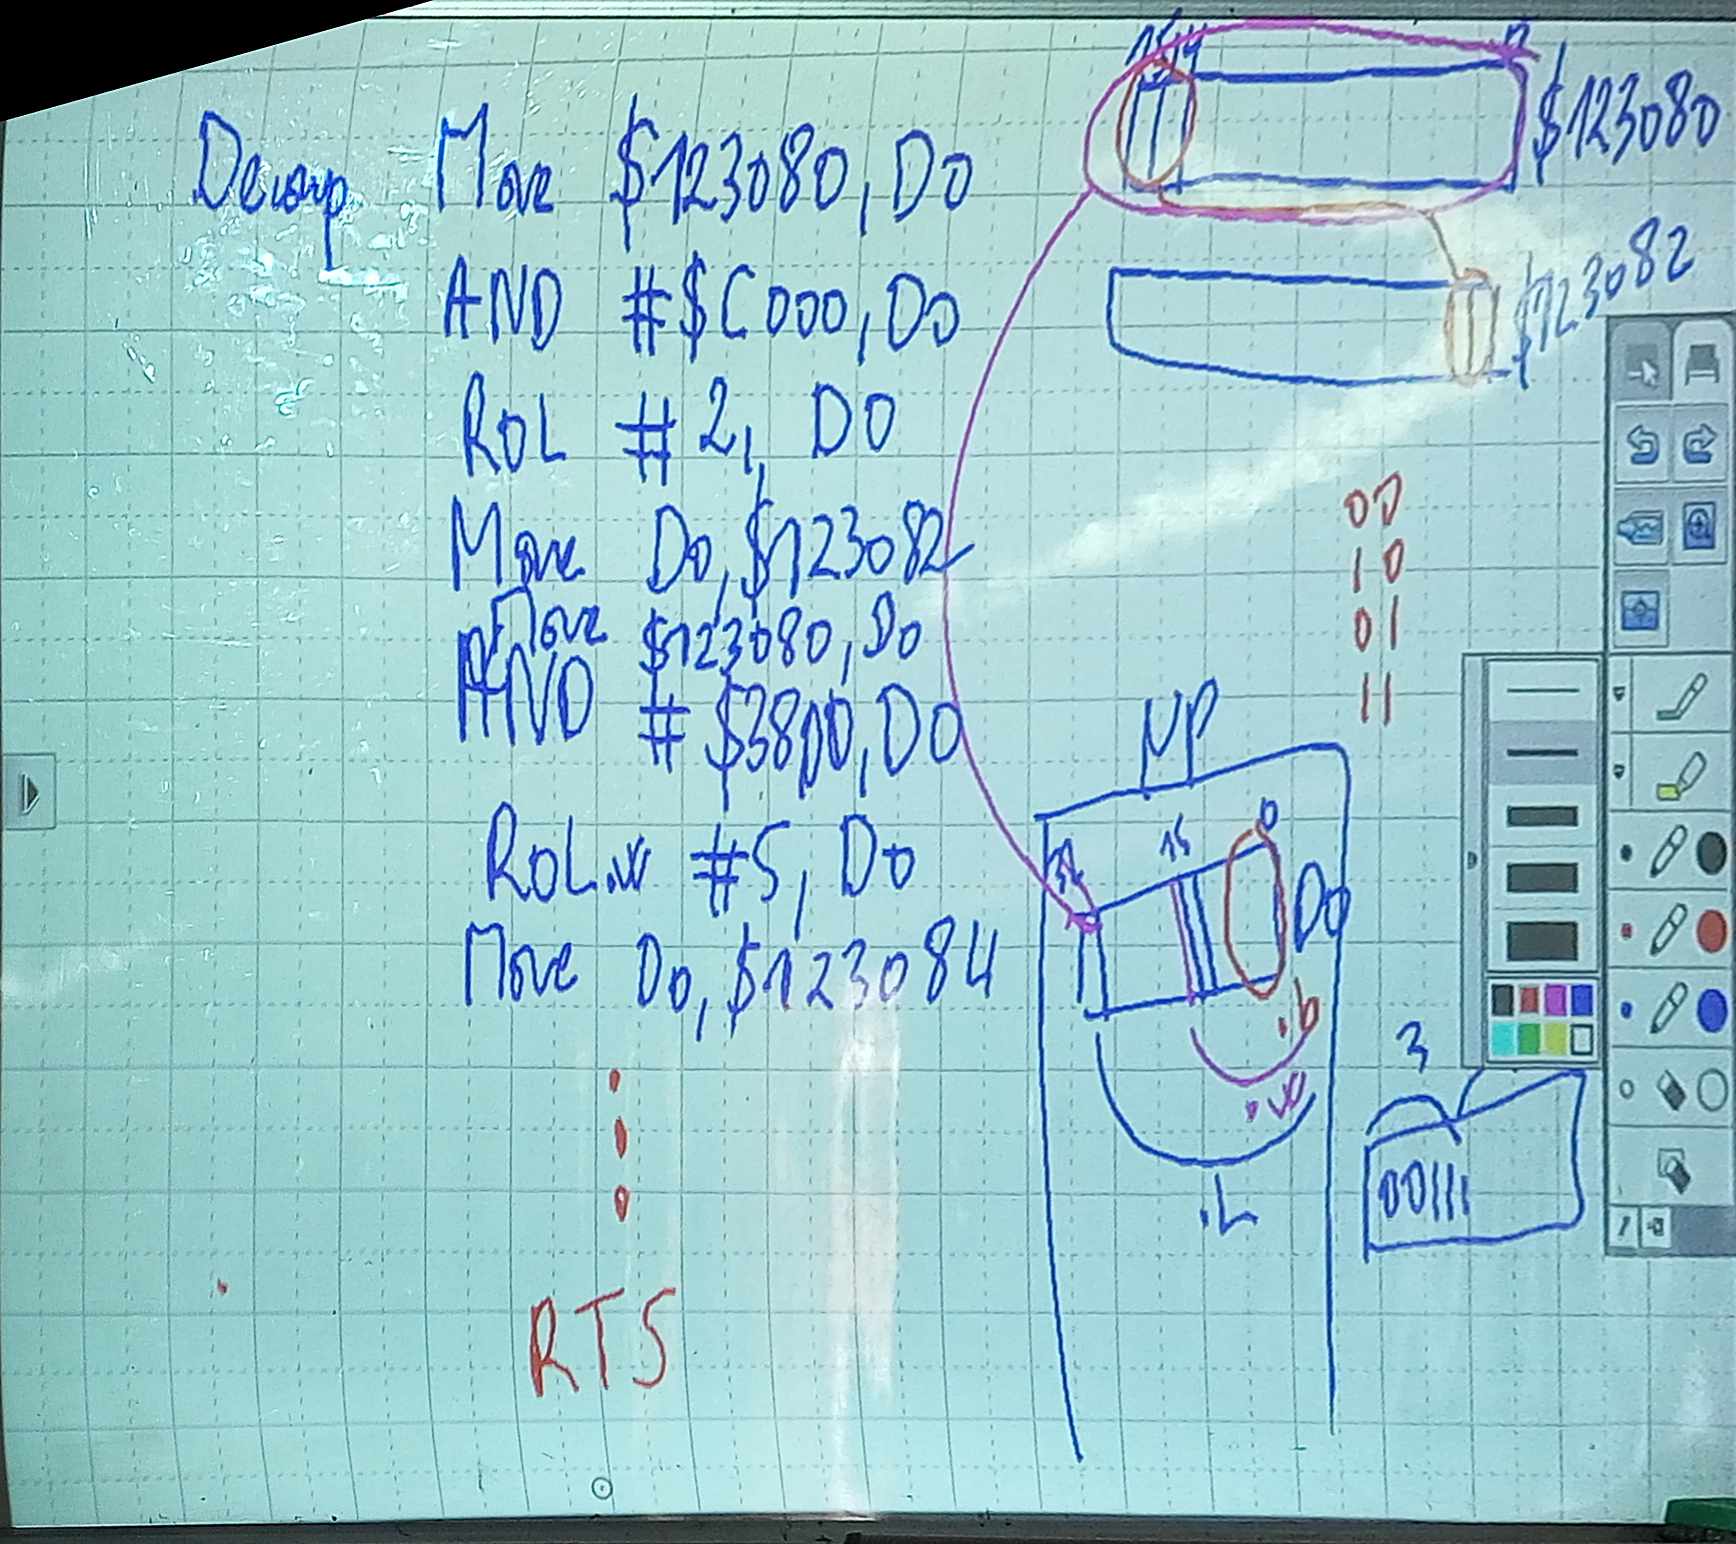 Decomp Move $123080, D0
AND #$C000, D0
ROL #2, D0
Move D0, $123082
Move $123080, D0
AND #$3800, D0
ROL.W #5, D0
Move D0, $123084
RTS
15 14 0
$123080
$123082
00
10
01
11
MP
15 0
D0
.b
.W
.L
3
00111